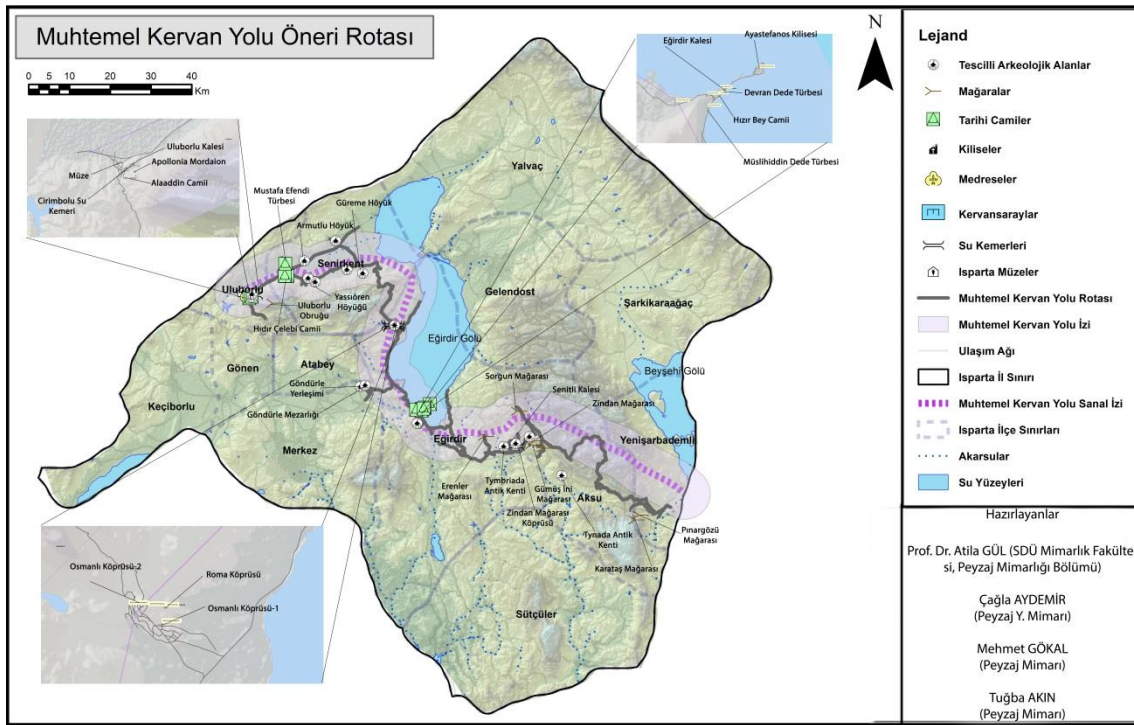 Muhtemel Kervan Yolu Öneri Rotası
0 10 20 30 40
Km
N
Uluborlu Kalesi
Müze
Apollonia Mordaion
Alaaddin Camii
Cirimbolu Su
Kemeri
Eğirdir Kalesi
Ayastefanos Kilisesi
Devran Dede Türbesi
Hızır Bey Camii
Müslihiddin Dede Türbesi
Mustafa Efendi
Türbesi
Güreme Höyük
Armutlu Höyük
Yalvaç
Senirkent
Uluborlu
Yassıören
Höyüğü
Uluborlu
Obruğu
Hıdır Çelebi Camii
Gelendost
Şarkikaraağaç
Eğirdir Gölü
Beyşehi Gölü
Gönen
Atabey
Göndürle
Yerleşimi
Keçiborlu
Göndürle Mezarlığı
Merkez
Sorgun Mağarası
Senitli Kalesi
Zindan Mağarası
Eğirdir
Yenişarbademli
Erenler
Mağarası
Tymbriada
Antik Kenti
Gümüş İni
Mağarası
Aksu
Zindan Mağarası
Köprüsü
Tynada Antik
Kenti
Pınargözü
Mağarası
Karataş Mağarası
Sütçüler
Osmanlı Köprüsü-2
Roma Köprüsü
Osmanlı Köprüsü-1
Lejand
Tescilli Arkeolojik Alanlar
Mağaralar
Tarihi Camiler
Kiliseler
Medreseler
Kervansaraylar
Su Kemerleri
Isparta Müzeler
Muhtemel Kervan Yolu Rotası
Muhtemel Kervan Yolu İzi
Ulaşım Ağı
Isparta İl Sınırı
Muhtemel Kervan Yolu Sanal İzi
Isparta İlçe Sınırları
Akarsular
Su Yüzeyleri
Hazırlayanlar
Prof. Dr. Atila GÜL (SDÜ Mimarlık Fakülte
si, Peyzaj Mimarlığı Bölümü)
Çağla AYDEMİR
(Peyzaj Y. Mimarı)
Mehmet GÖKAL
(Peyzaj Mimarı)
Tuğba AKIN
(Peyzaj Mimarı)